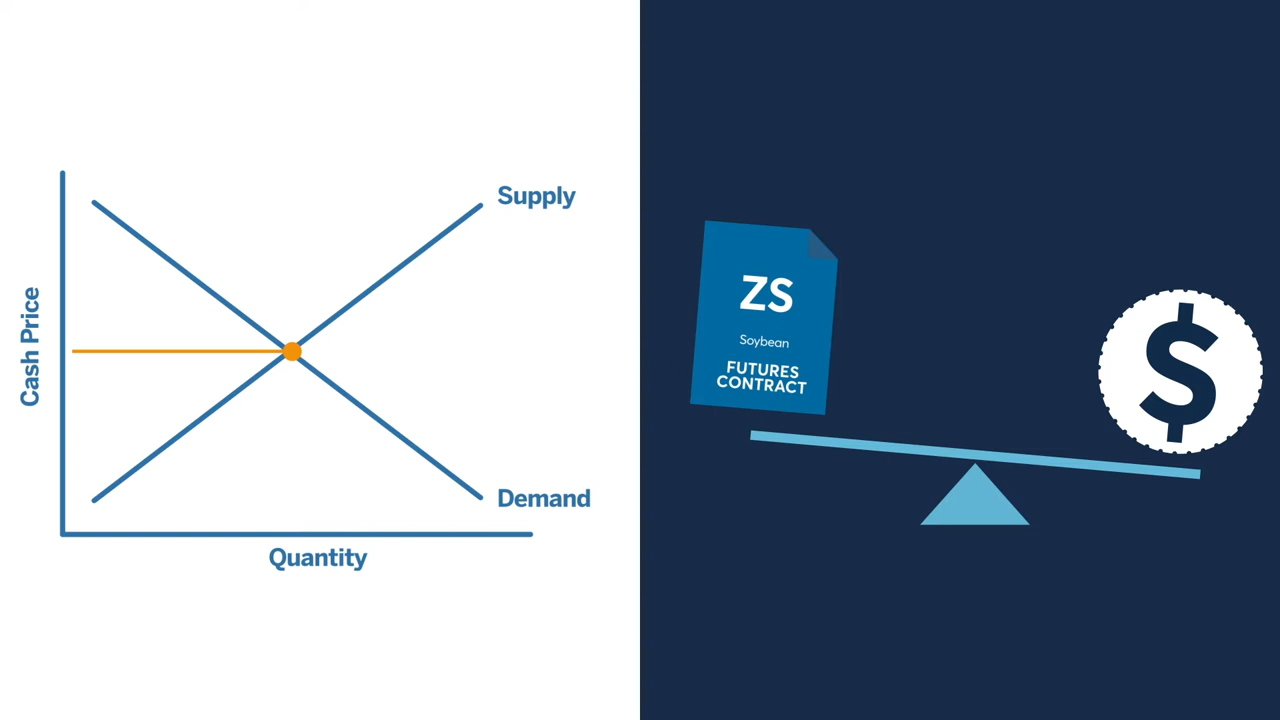 Supply
Cash Price
Demand
Quantity
ZS
Soybean
FUTURES
CONTRACT
$